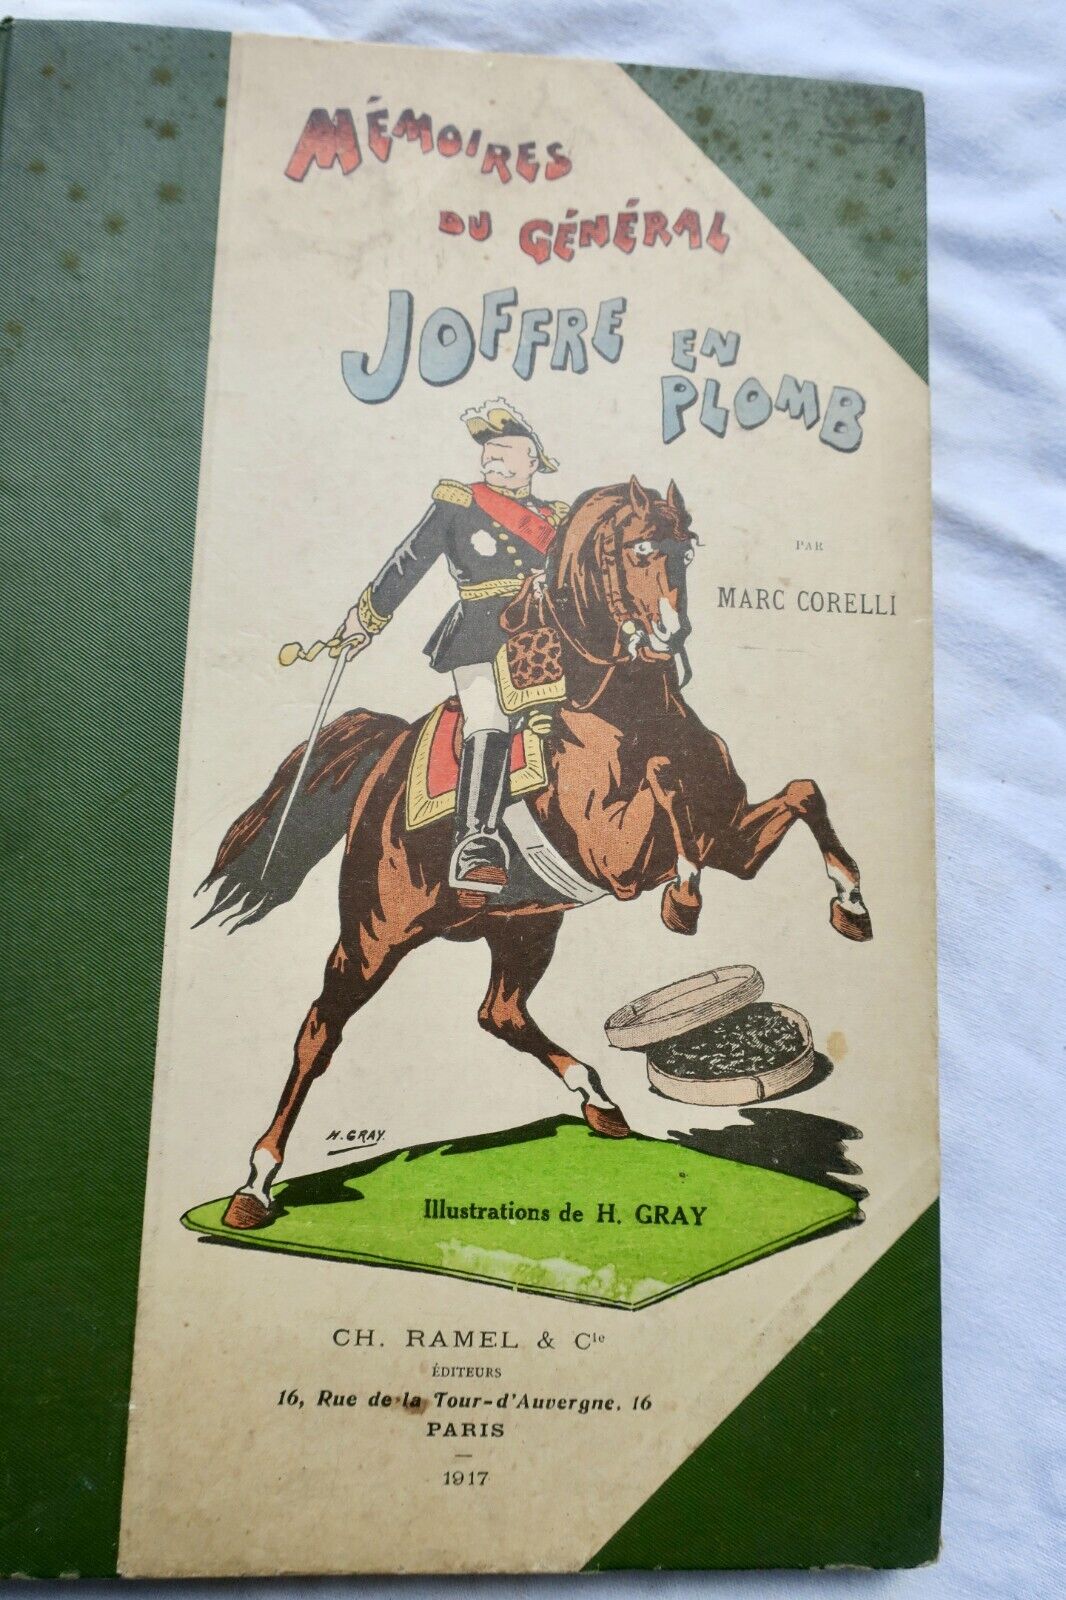 MÉMOIRES
DU GÉNÉRAL
JOFFRE EN
PLOMB
PAR
MARC CORELLI
H. GRAY.
Illustrations de H. GRAY
CH. RAMEL & Cie
ÉDITEURS
16, Rue de la Tour-d'Auvergne, 16
PARIS
1917